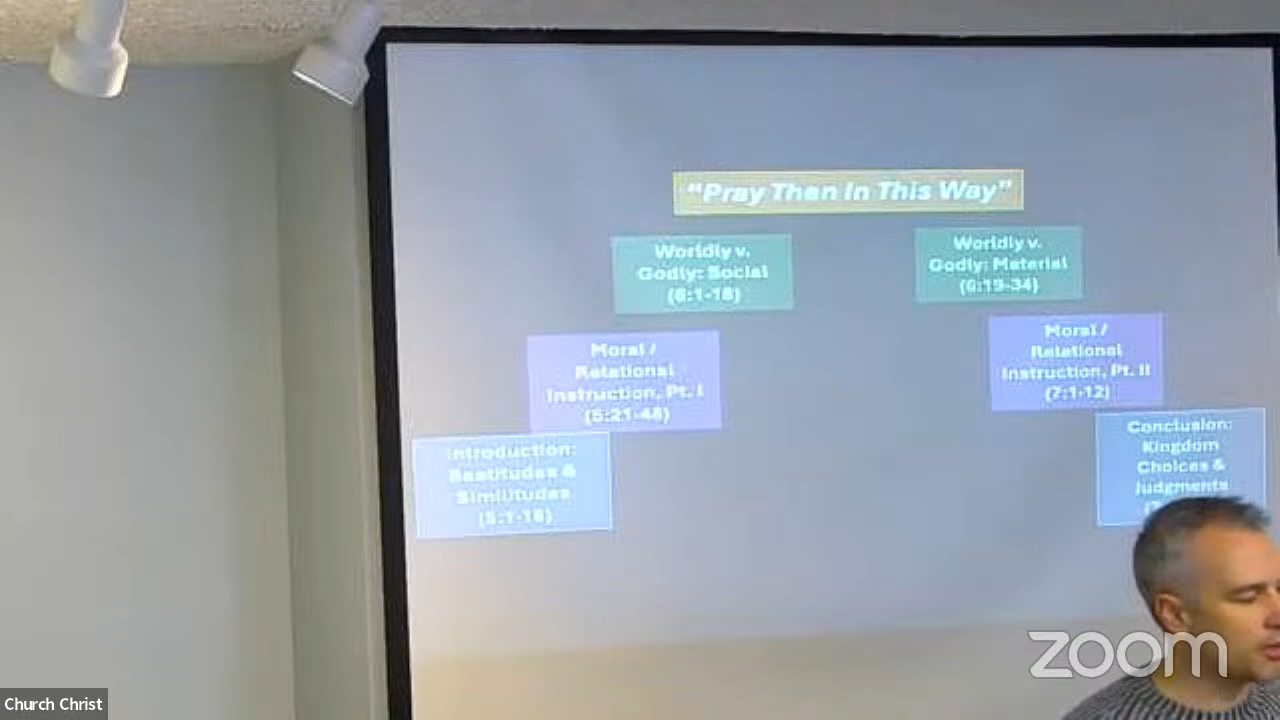 "Pray Then In This Way"
Worldly v.
Godly: Social
(6:1-18)
Worldly v.
Godly: Material
(6:19-34)
Moral /
Relational
Instruction, Pt. I
(5:21-48)
Moral /
Relational
Instruction, Pt. II
(7:1-12)
Introduction:
Beatitudes &
Similitudes
(5:1-16)
Conclusion:
Kingdom
Choices &
Judgments
zoom
Church Christ